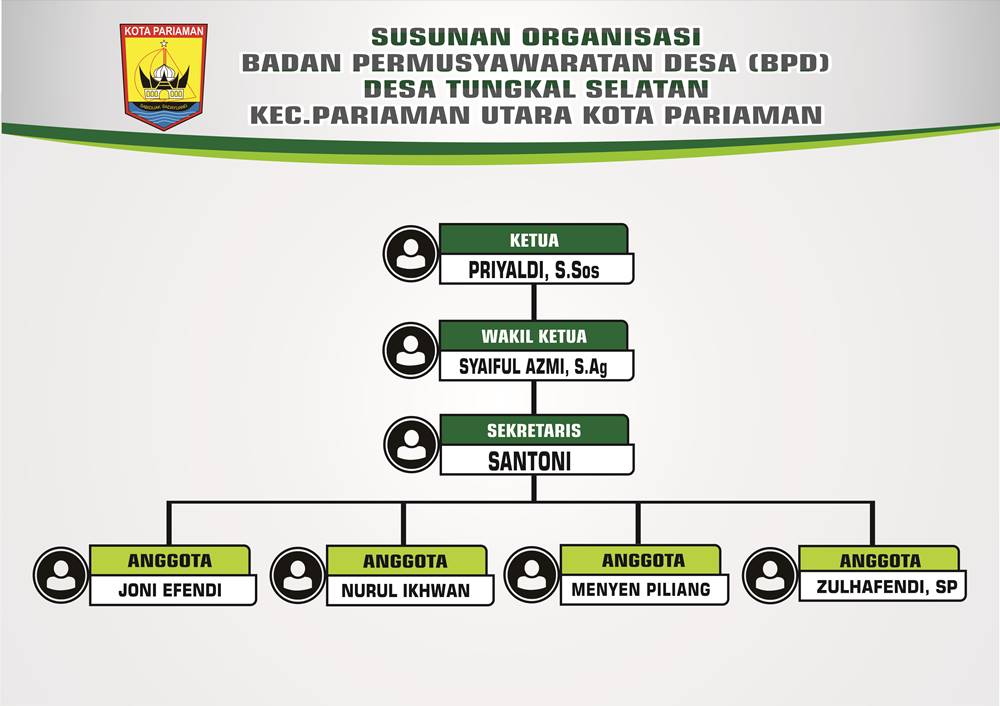 KOTA PARIAMAN
SUSUNAN ORGANISASI
BADAN PERMUSYAWARATAN DESA (BPD)
DESA TUNGKAL SELATAN
KEC.PARIAMAN UTARA KOTA PARIAMAN
KETUA
PRIYALDI, S.Sos
WAKIL KETUA
SYAIFUL AZMI, S.Ag
SEKRETARIS
SANTONI
ANGGOTA
JONI EFENDI
ANGGOTA
NURUL IKHWAN
ANGGOTA
MENYEN PILIANG
ANGGOTA
ZULHAFENDI, SP